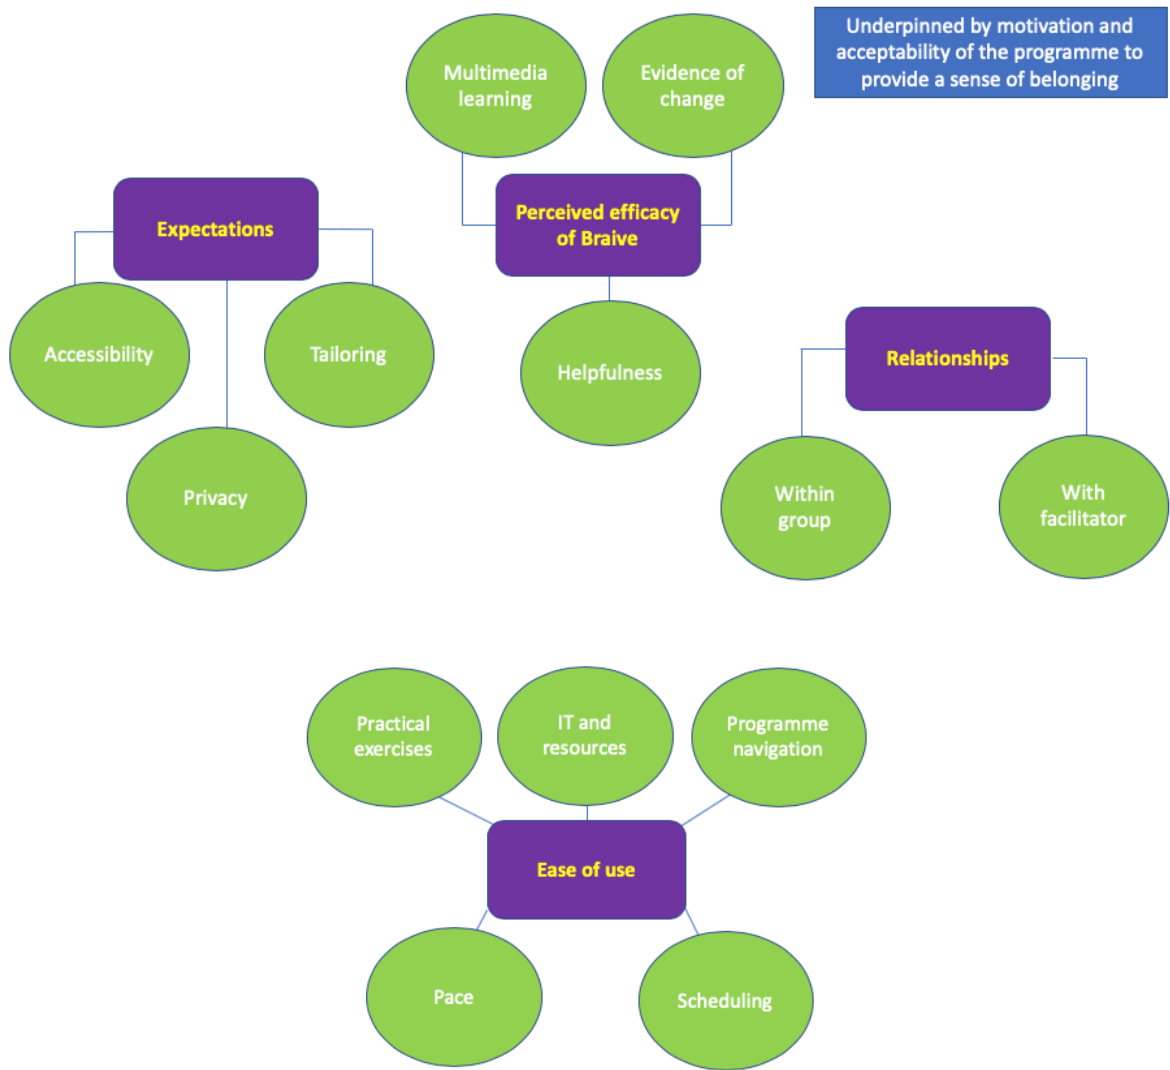 Underpinned by motivation and
acceptability of the programme to
provide a sense of belonging
Multimedia
learning
Evidence of
change
Perceived efficacy
of Braive
Helpfulness
Expectations
Accessibility
Tailoring
Privacy
Relationships
Within
group
With
facilitator
Practical
exercises
IT and
resources
Programme
navigation
Ease of use
Pace
Scheduling